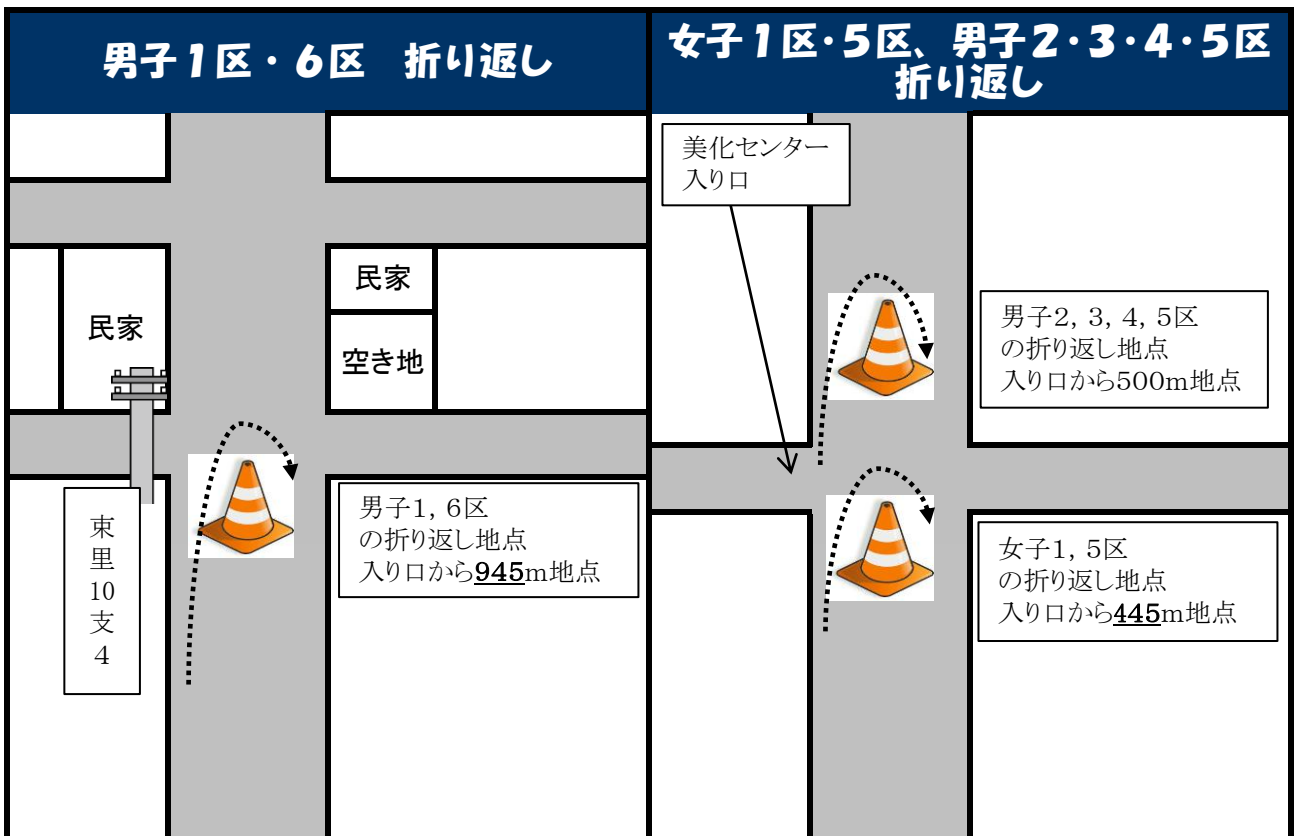 男子1区・6区　折り返し
民家
民家
空き地
東里10支4
男子1, 6区
の折り返し地点
入り口から945m地点
女子1区・5区、男子2・3・4・5区
折り返し
美化センター
入り口
男子2, 3, 4, 5区
の折り返し地点
入り口から500m地点
女子1, 5区
の折り返し地点
入り口から445m地点